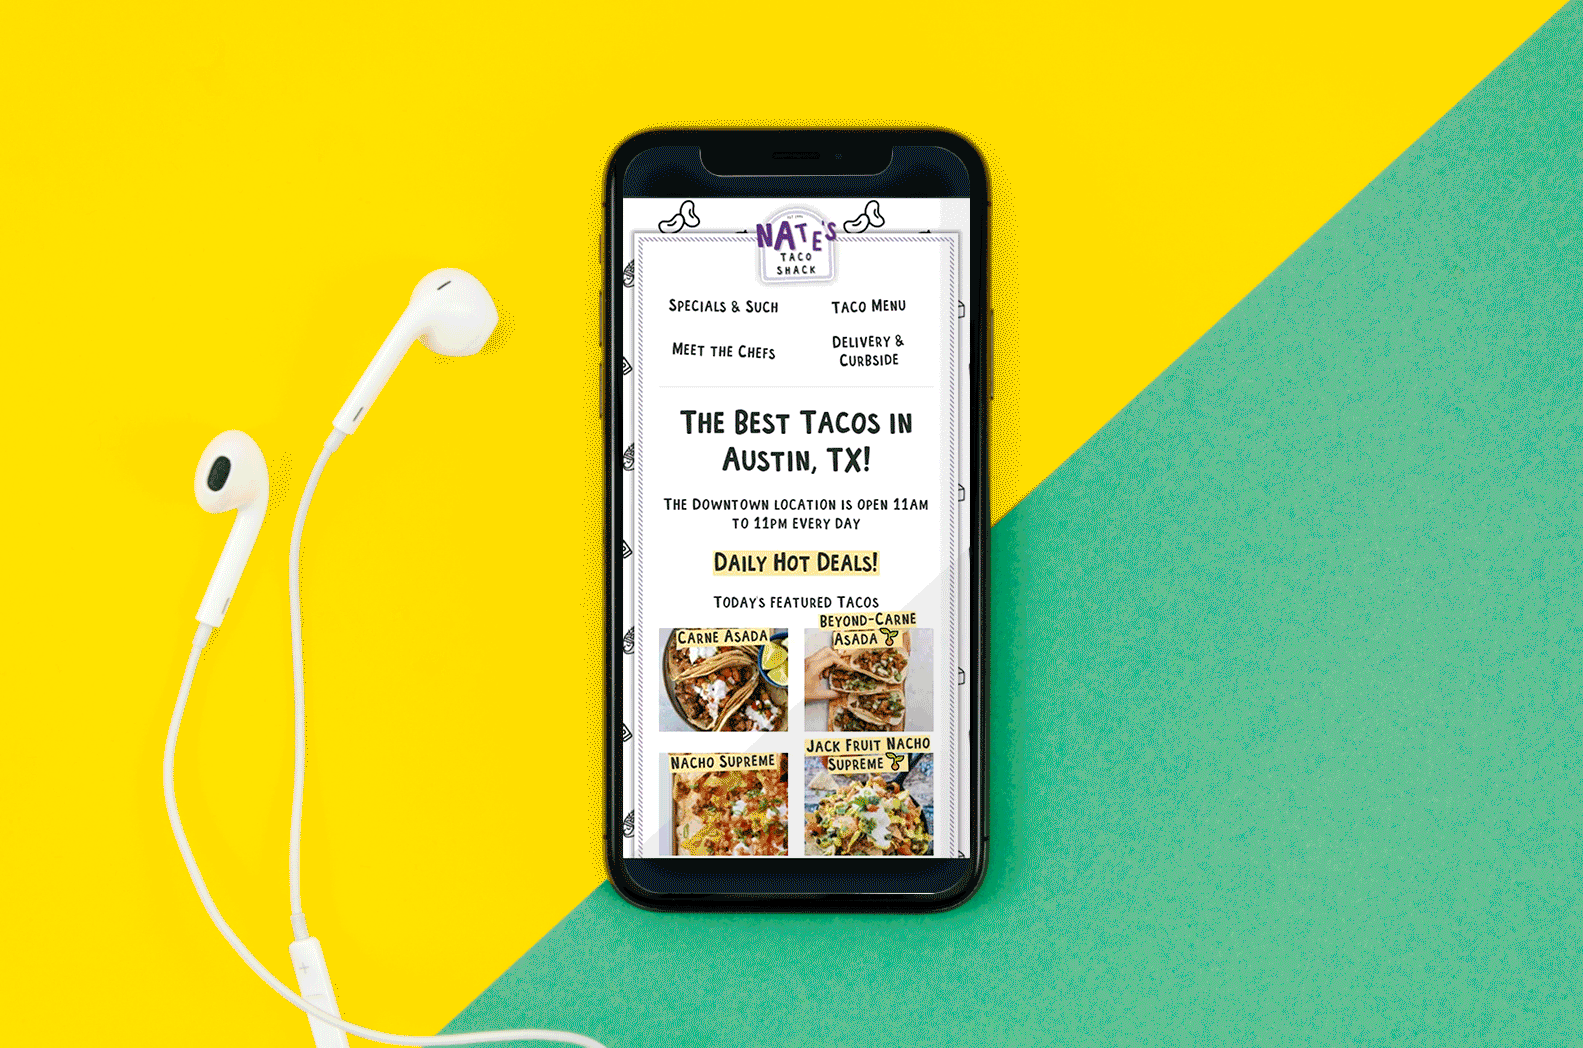 NATE'S
TACO
SHACK
SPECIALS & SUCH
TACO MENU
MEET THE CHEFS
DELIVERY &
CURBSIDE
THE BEST TACOS IN
AUSTIN, TX!
THE DOWNTOWN LOCATION IS OPEN 11AM
TO 11PM EVERY DAY
DAILY HOT DEALS!
TODAY'S FEATURED TACOS
CARNE ASADA
BEYOND-CARNE
ASADA
NACHO SUPREME
JACK FRUIT NACHO
SUPREME